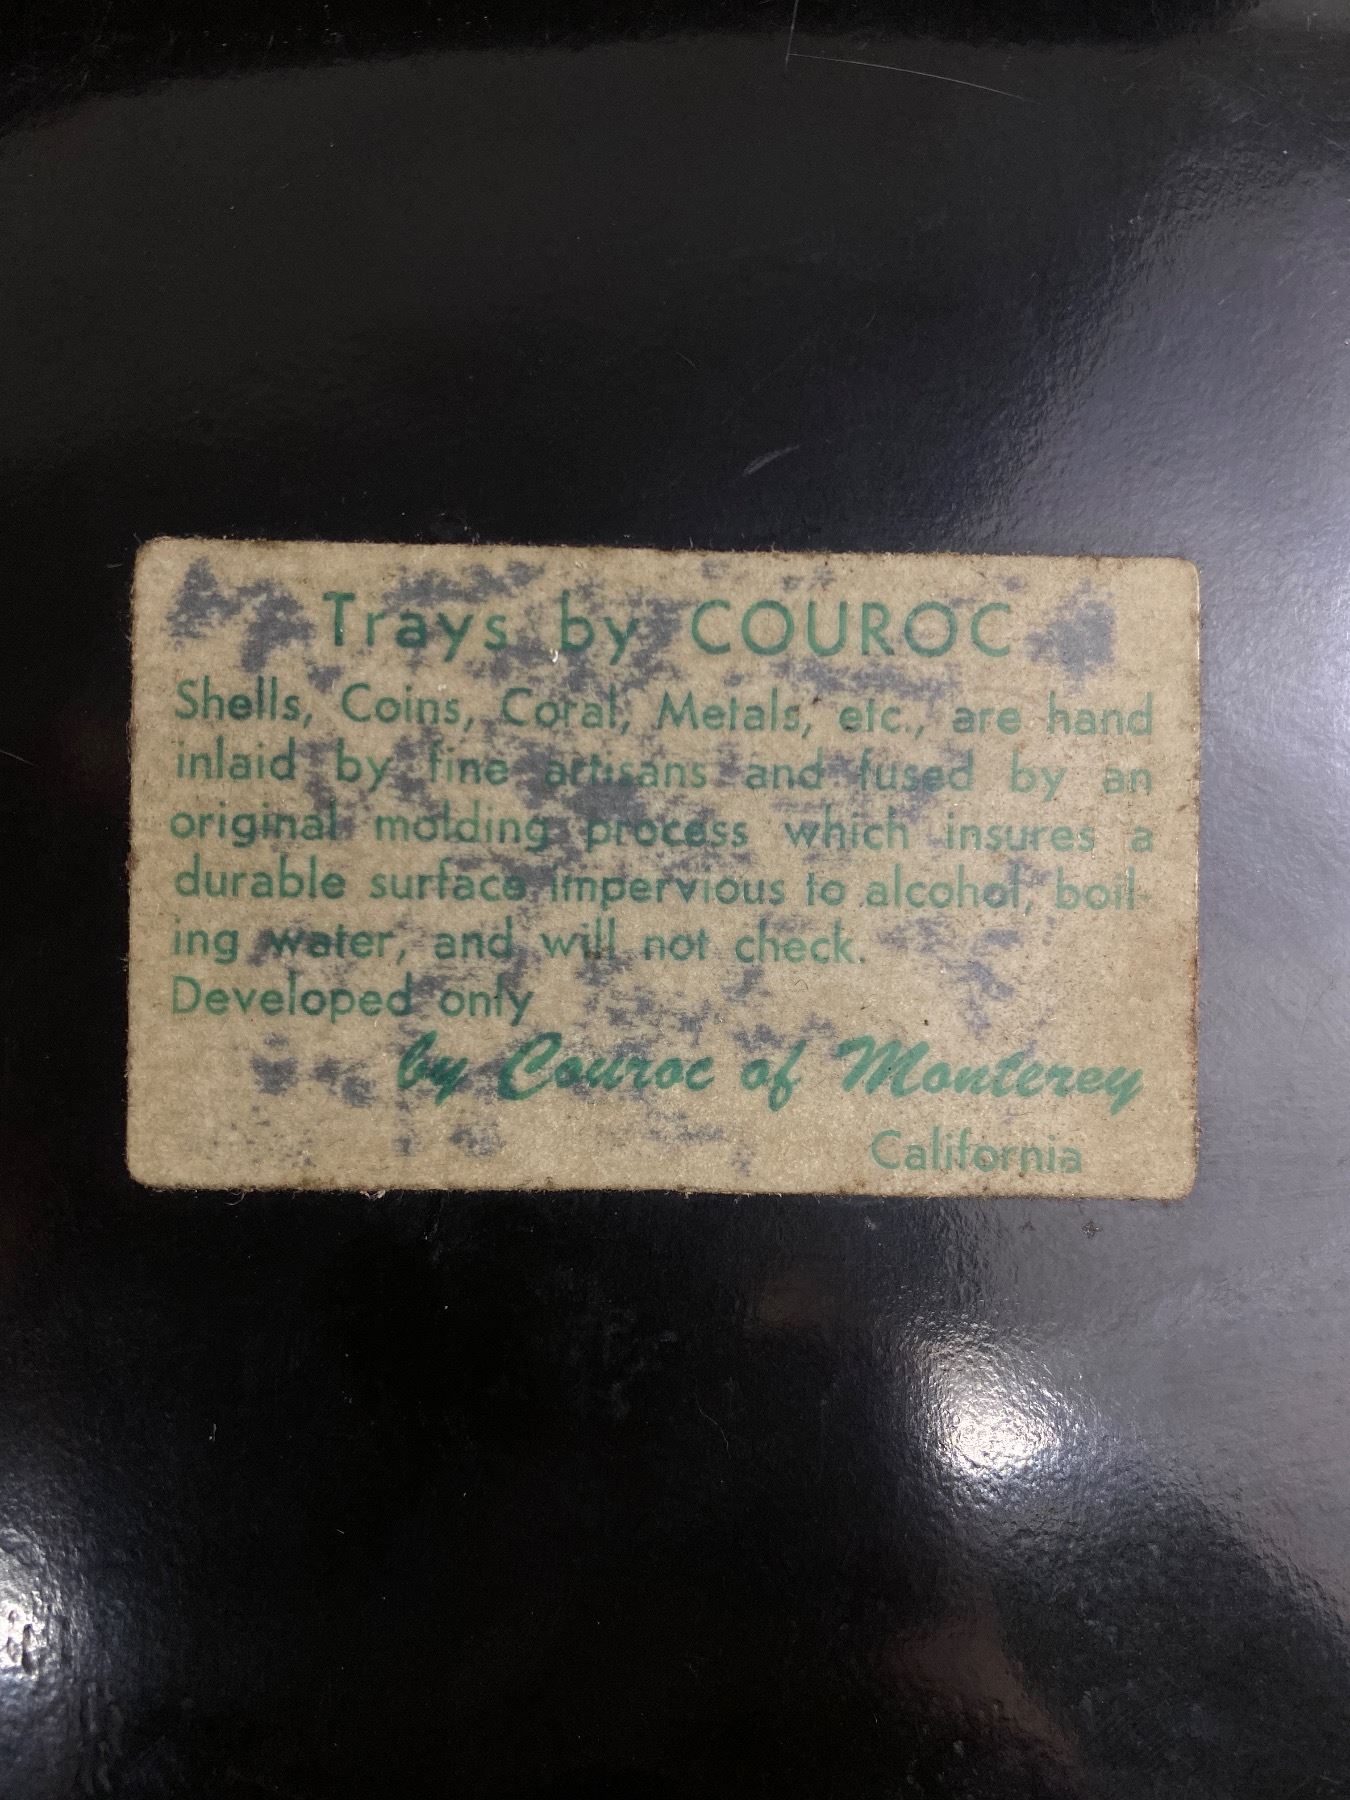 Trays by COUROC
Shells, Coins, Coral, Metals, etc., are hand
inlaid by fine artisans and fused by an
original molding process which insures a
durable surface impervious to alcohol, boil-
ing water, and will not check.
Developed only
by Couroc of Monterey
California